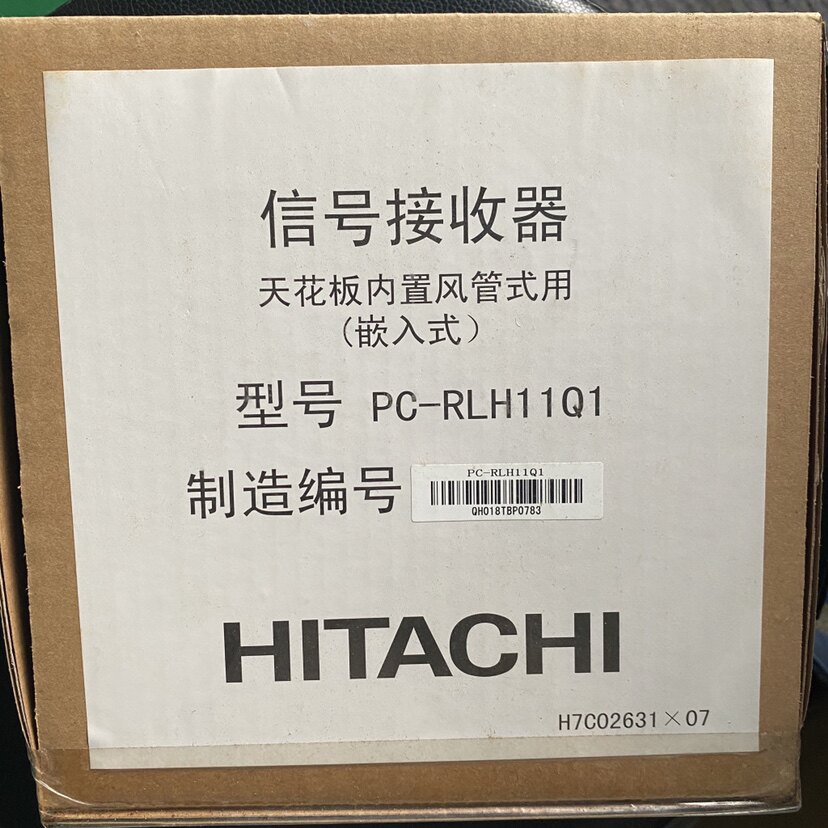 信号接收器
天花板内置风管式用
(嵌入式)
型号 PC-RLH11Q1
制造编号
PC-RLH11Q1
QH018TBP0783
HITACHI
H7C02631×07